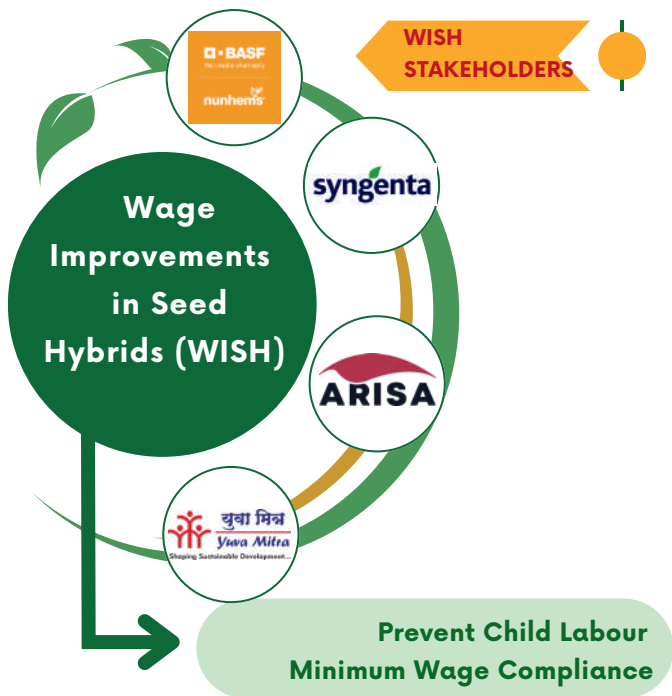 WISH
STAKEHOLDERS
BASF
We create chemistry
nunhems
syngenta
Wage
Improvements
in Seed
Hybrids (WISH)
ARISA
युवा मित्र
Yuva Mitra
Shaping Sustainable Development...
Prevent Child Labour
Minimum Wage Compliance